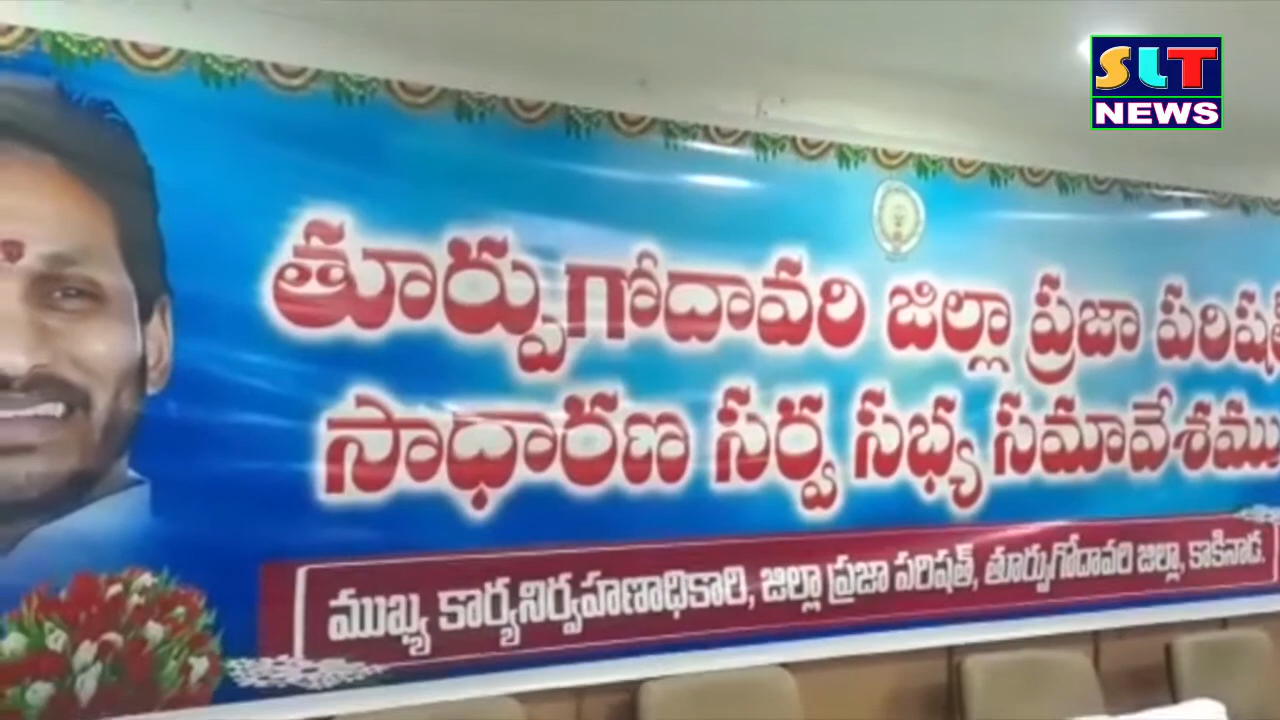 SLT
NEWS
తూర్పుగోదావరి జిల్లా ప్రజా పరిషత్
సాధారణ సర్వ సభ్య సమావేశము
ముఖ్య కార్యనిర్వహణాధికారి, జిల్లా ప్రజా పరిషత్, తూర్పుగోదావరి జిల్లా, కాకినాడ.